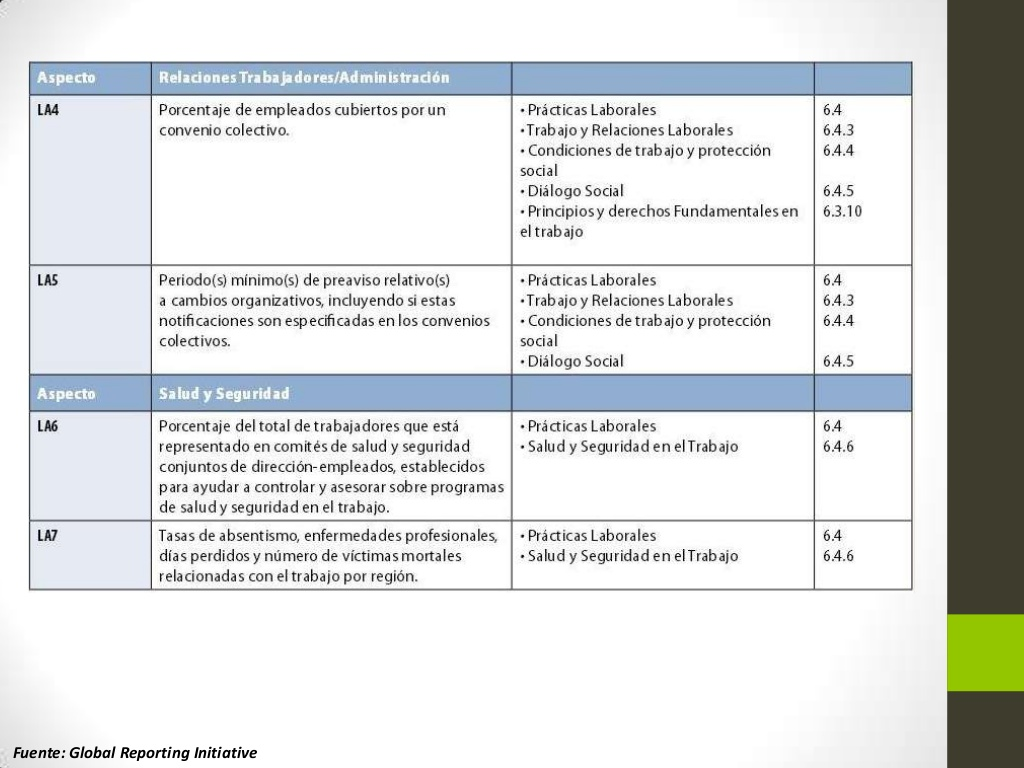 Aspecto Relaciones Trabajadores/Administración
LA4 Porcentaje de empleados cubiertos por un
convenio colectivo.
• Prácticas Laborales 6.4
•Trabajo y Relaciones Laborales 6.4.3
• Condiciones de trabajo y protección 6.4.4
social
• Diálogo Social 6.4.5
• Principios y derechos Fundamentales en 6.3.10
el trabajo
LA5 Periodo(s) mínimo(s) de preaviso relativo(s)
a cambios organizativos, incluyendo si estas
notificaciones son especificadas en los convenios
colectivos.
• Prácticas Laborales 6.4
•Trabajo y Relaciones Laborales 6.4.3
• Condiciones de trabajo y protección 6.4.4
social
• Diálogo Social 6.4.5
Aspecto Salud y Seguridad
LA6 Porcentaje del total de trabajadores que está
representado en comités de salud y seguridad
conjuntos de dirección-empleados, establecidos
para ayudar a controlar y asesorar sobre programas
de salud y seguridad en el trabajo.
• Prácticas Laborales 6.4
• Salud y Seguridad en el Trabajo 6.4.6
LA7 Tasas de absentismo, enfermedades profesionales,
días perdidos y número de víctimas mortales
relacionadas con el trabajo por región.
• Prácticas Laborales 6.4
• Salud y Seguridad en el Trabajo 6.4.6
Fuente: Global Reporting Initiative